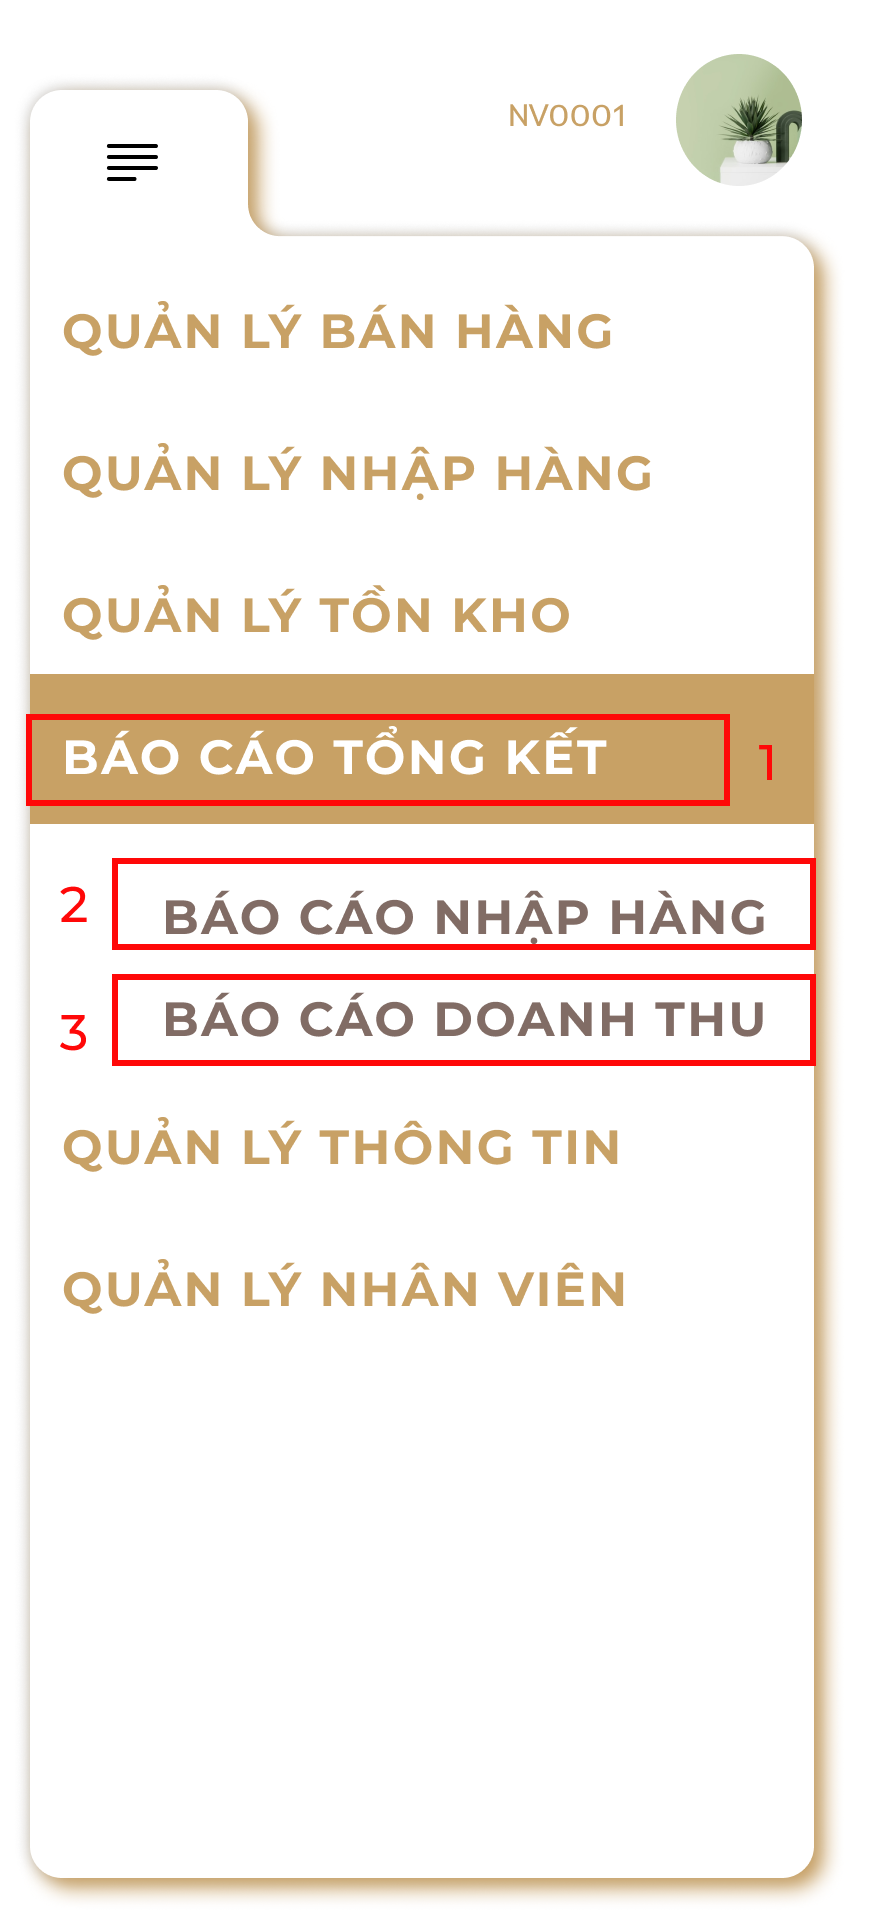 NV0001
QUẢN LÝ BÁN HÀNG
QUẢN LÝ NHẬP HÀNG
QUẢN LÝ TỒN KHO
BÁO CÁO TỔNG KẾT 1
2 BÁO CÁO NHẬP HÀNG
3 BÁO CÁO DOANH THU
QUẢN LÝ THÔNG TIN
QUẢN LÝ NHÂN VIÊN